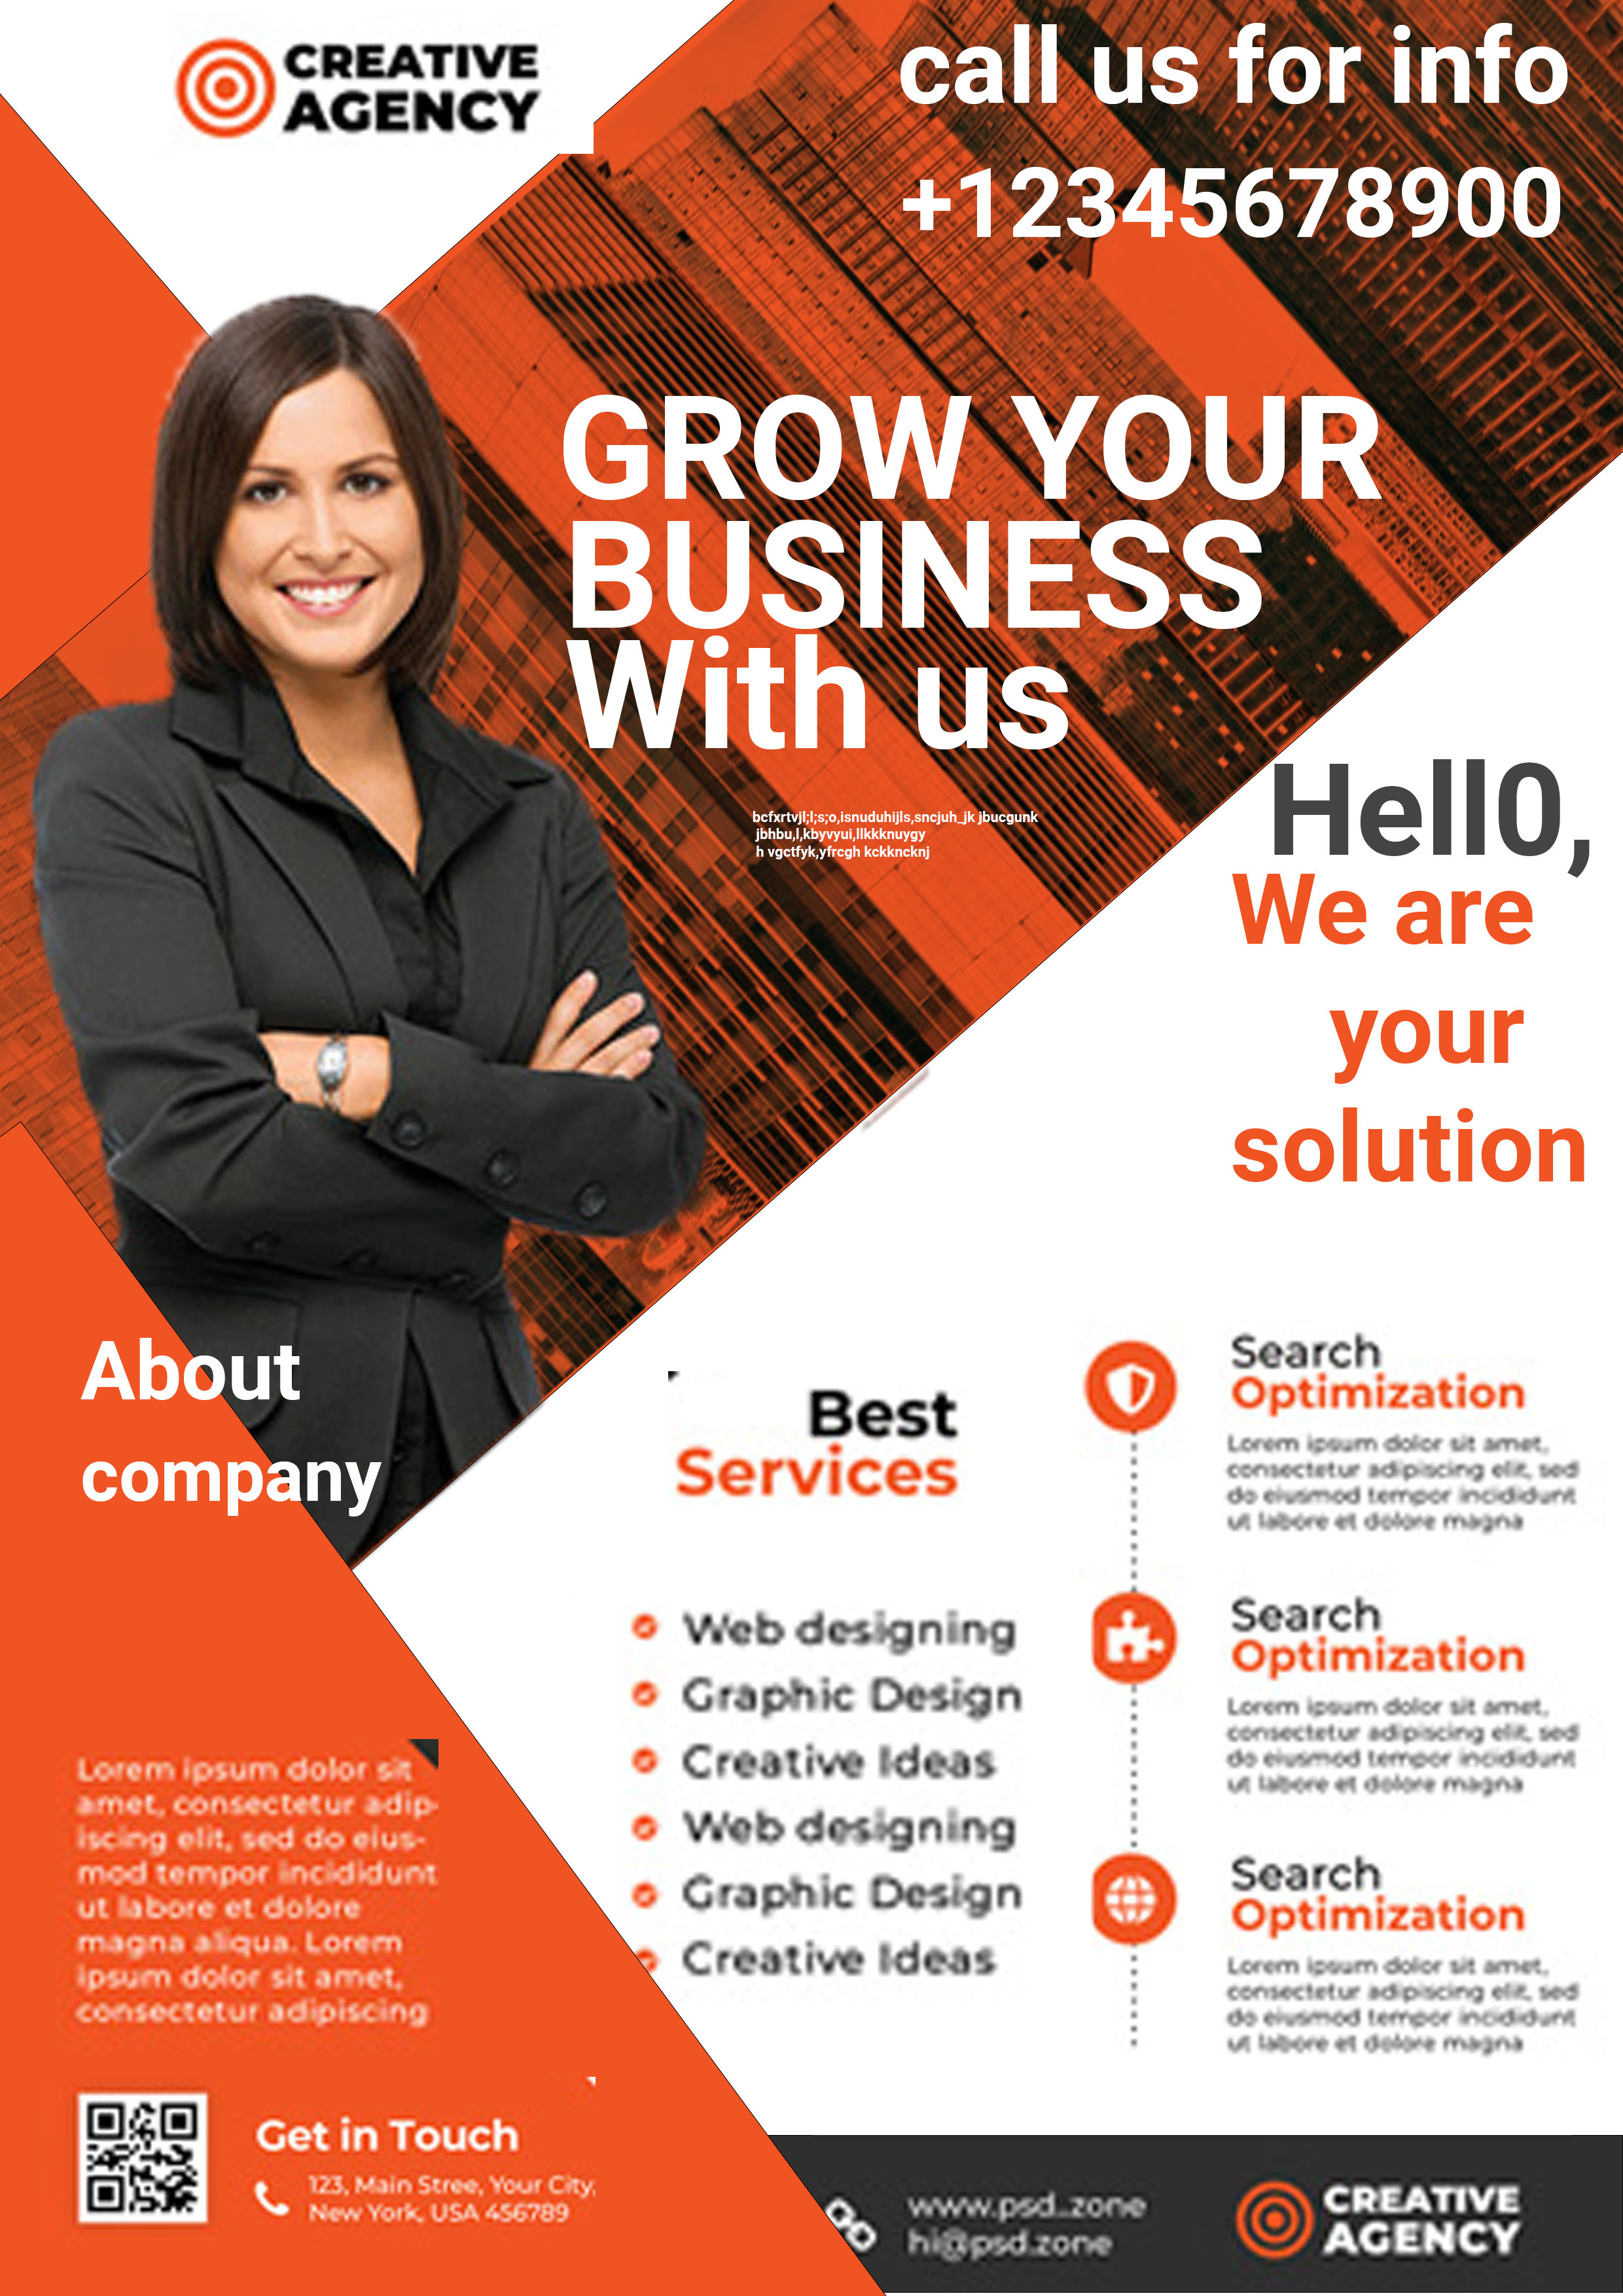 CREATIVE
AGENCY
call us for info
+12345678900
GROW YOUR
BUSINESS
With us
bcfxrtvjl;l;s;o,isnuduhijls,sncjuh_jk jbucgunk
jbhbu,l,kbyvyui,llkkknuygy
h vgctfyk,yfrcgh kckkncknj
Hell0,
We are
your
solution
About
company
Lorem ipsum dolor sit
amet, consectetur adip-
iscing elit, sed do eius-
mod tempor incididunt
ut labore et dolore
magna aliqua. Lorem
ipsum dolor sit amet,
consectetur adipiscing
Best
Services
Web designing
Graphic Design
Creative Ideas
Web designing
Graphic Design
Creative Ideas
Search
Optimization
Lorem ipsum dolor sit amet,
consectetur adipiscing elit, sed
do eiusmod tempor incididunt
ut labore et dolore magna
Search
Optimization
Lorem ipsum dolor sit amet,
consectetur adipiscing elit, sed
do eiusmod tempor incididunt
ut labore et dolore magna
Search
Optimization
Lorem ipsum dolor sit amet,
consectetur adipiscing elit, sed
do eiusmod tempor incididunt
ut labore et dolore magna
Get in Touch
123, Main Stree, Your City,
New York, USA 456789
www.psd_zone
hi@psd.zone
CREATIVE
AGENCY